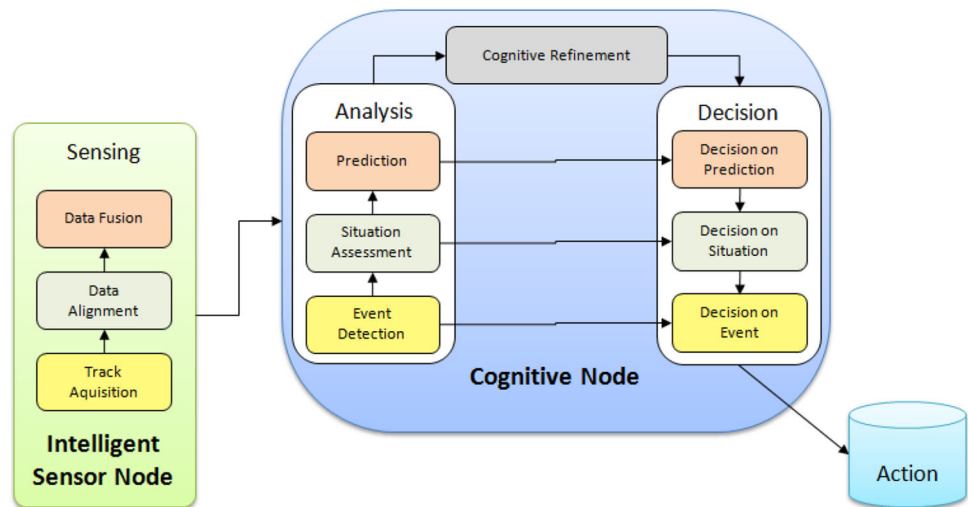 Sensing
Data Fusion
Data
Alignment
Track
Aquisition
Intelligent
Sensor Node
Cognitive Refinement
Analysis
Prediction
Situation
Assessment
Event
Detection
Decision
Decision on
Prediction
Decision on
Situation
Decision on
Event
Cognitive Node
Action